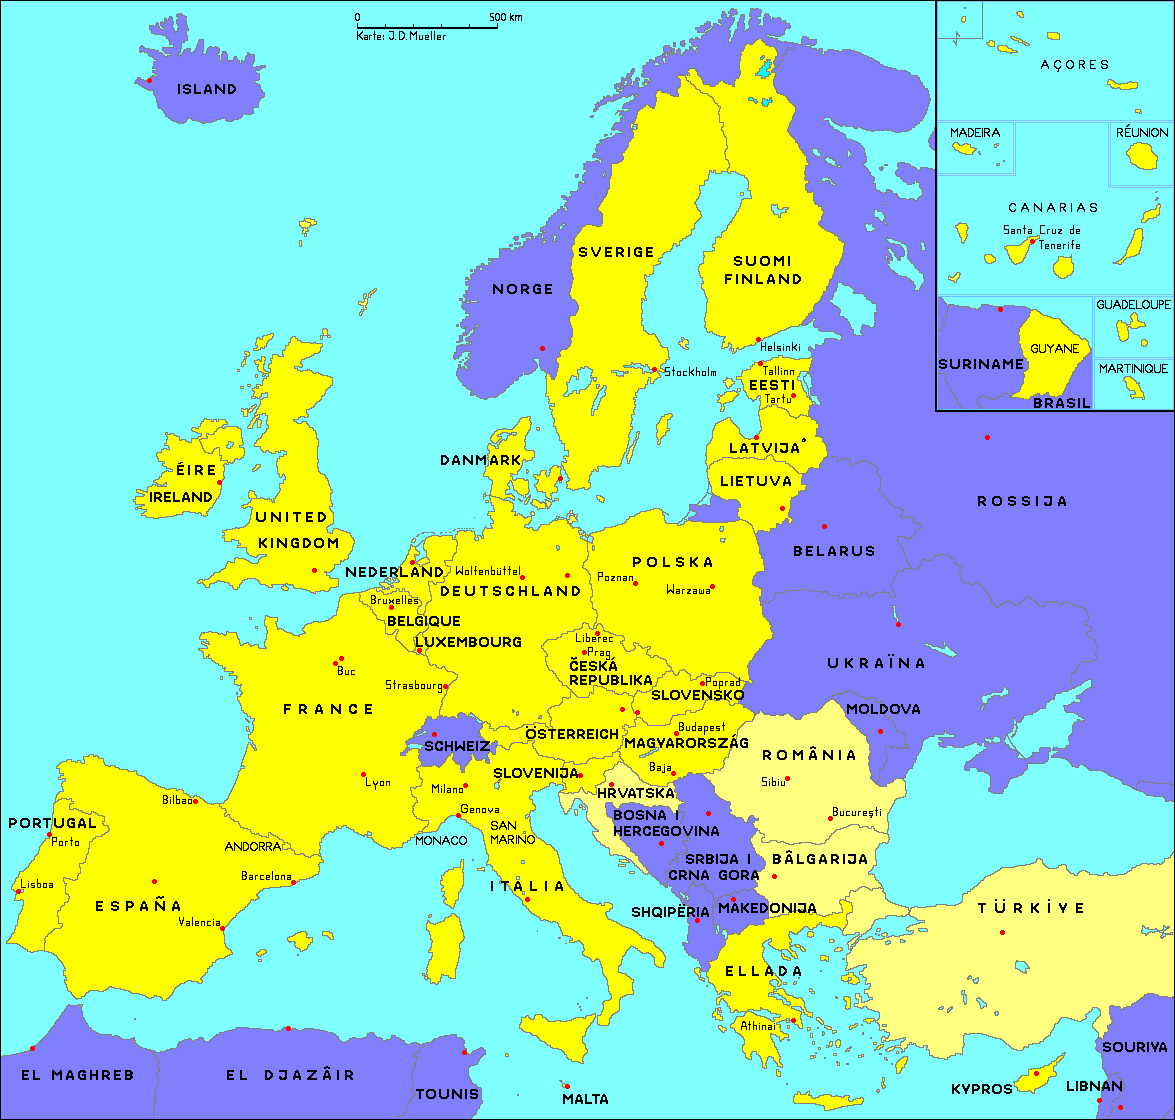 0 500 km
Karte: J.D.Mueller
ISLAND
AÇORES
MADEIRA
RÉUNION
CANARIAS
Santa Cruz de
Tenerife
GUADELOUPE
GUYANE
SURINAME
MARTINIQUE
BRASIL
SVERIGE
SUOMI
FINLAND
NORGE
Helsinki
Stockholm
Tallinn
EESTI
Tartu
LATVIJA
DANMARK
LIETUVA
ÉIRE
IRELAND
ROSSIJA
UNITED
KINGDOM
BELARUS
POLSKA
NEDERLAND
Wolfenbüttel
Poznan
Warzawa
DEUTSCHLAND
Bruxelles
BELGIQUE
LUXEMBOURG
Liberec
Prag
ČESKÁ
REPUBLIKA
UKRAÏNA
Buc
Strasbourg
Poprad
SLOVENSKO
FRANCE
MOLDOVA
ÖSTERREICH
Budapest
MAGYARORSZÁG
SCHWEIZ
ROMÂNIA
SLOVENIJA
Baja
Lyon
Milano
Sibiu
HRVATSKA
Bilbao
Genova
BOSNA I
HERCEGOVINA
Bucureşti
PORTUGAL
Porto
SAN
MARINO
MONACO
ANDORRA
SRBIJA I
CRNA GORA
BÂLGARIJA
Barcelona
Lisboa
ITÁLIA
ESPAÑA
SHQIPËRIA
MAKEDONIJA
TÜRKİYE
Valencia
ELLADA
Athinai
EL MAGHREB
EL DJAZÂIR
TOUNIS
MALTA
KYPROS
LIBNAN
SOURIYA